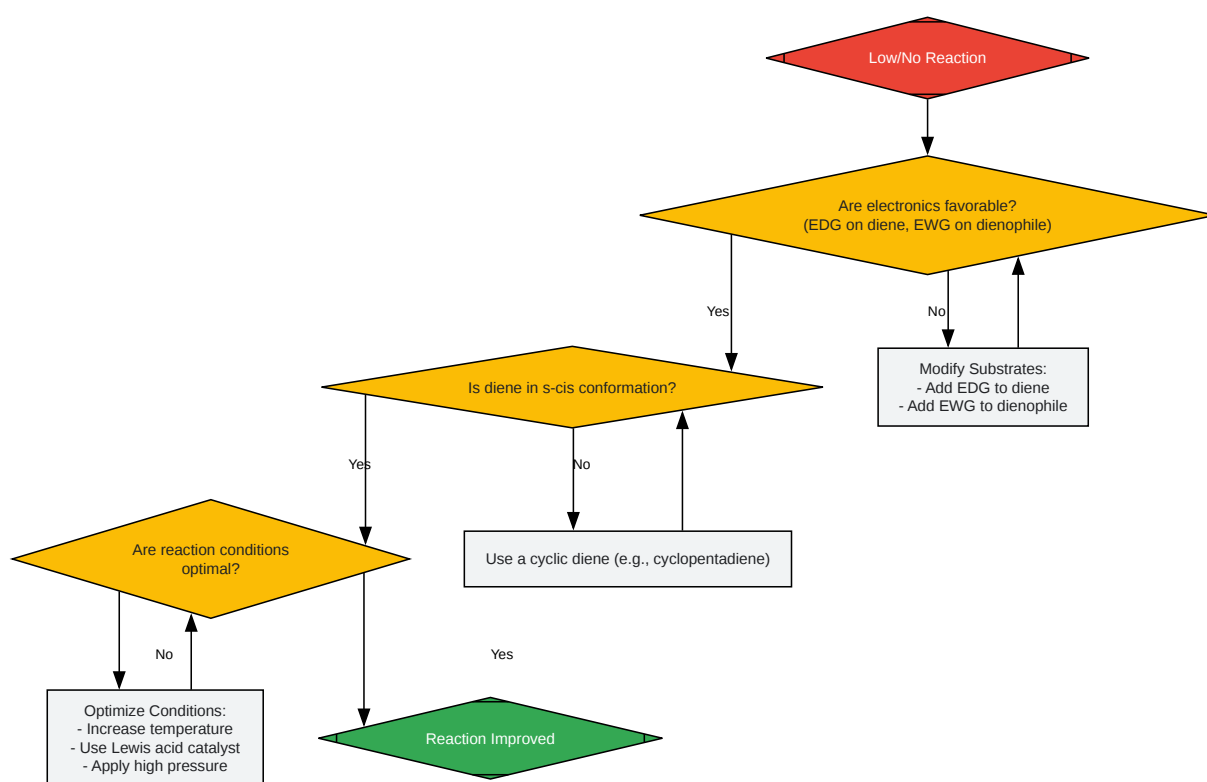 Low/No Reaction
Are electronics favorable?
(EDG on diene, EWG on dienophile)
Yes
No
Modify Substrates:
- Add EDG to diene
- Add EWG to dienophile
Is diene in s-cis conformation?
Yes
No
Use a cyclic diene (e.g., cyclopentadiene)
Are reaction conditions
optimal?
No
Yes
Optimize Conditions:
- Increase temperature
- Use Lewis acid catalyst
- Apply high pressure
Reaction Improved